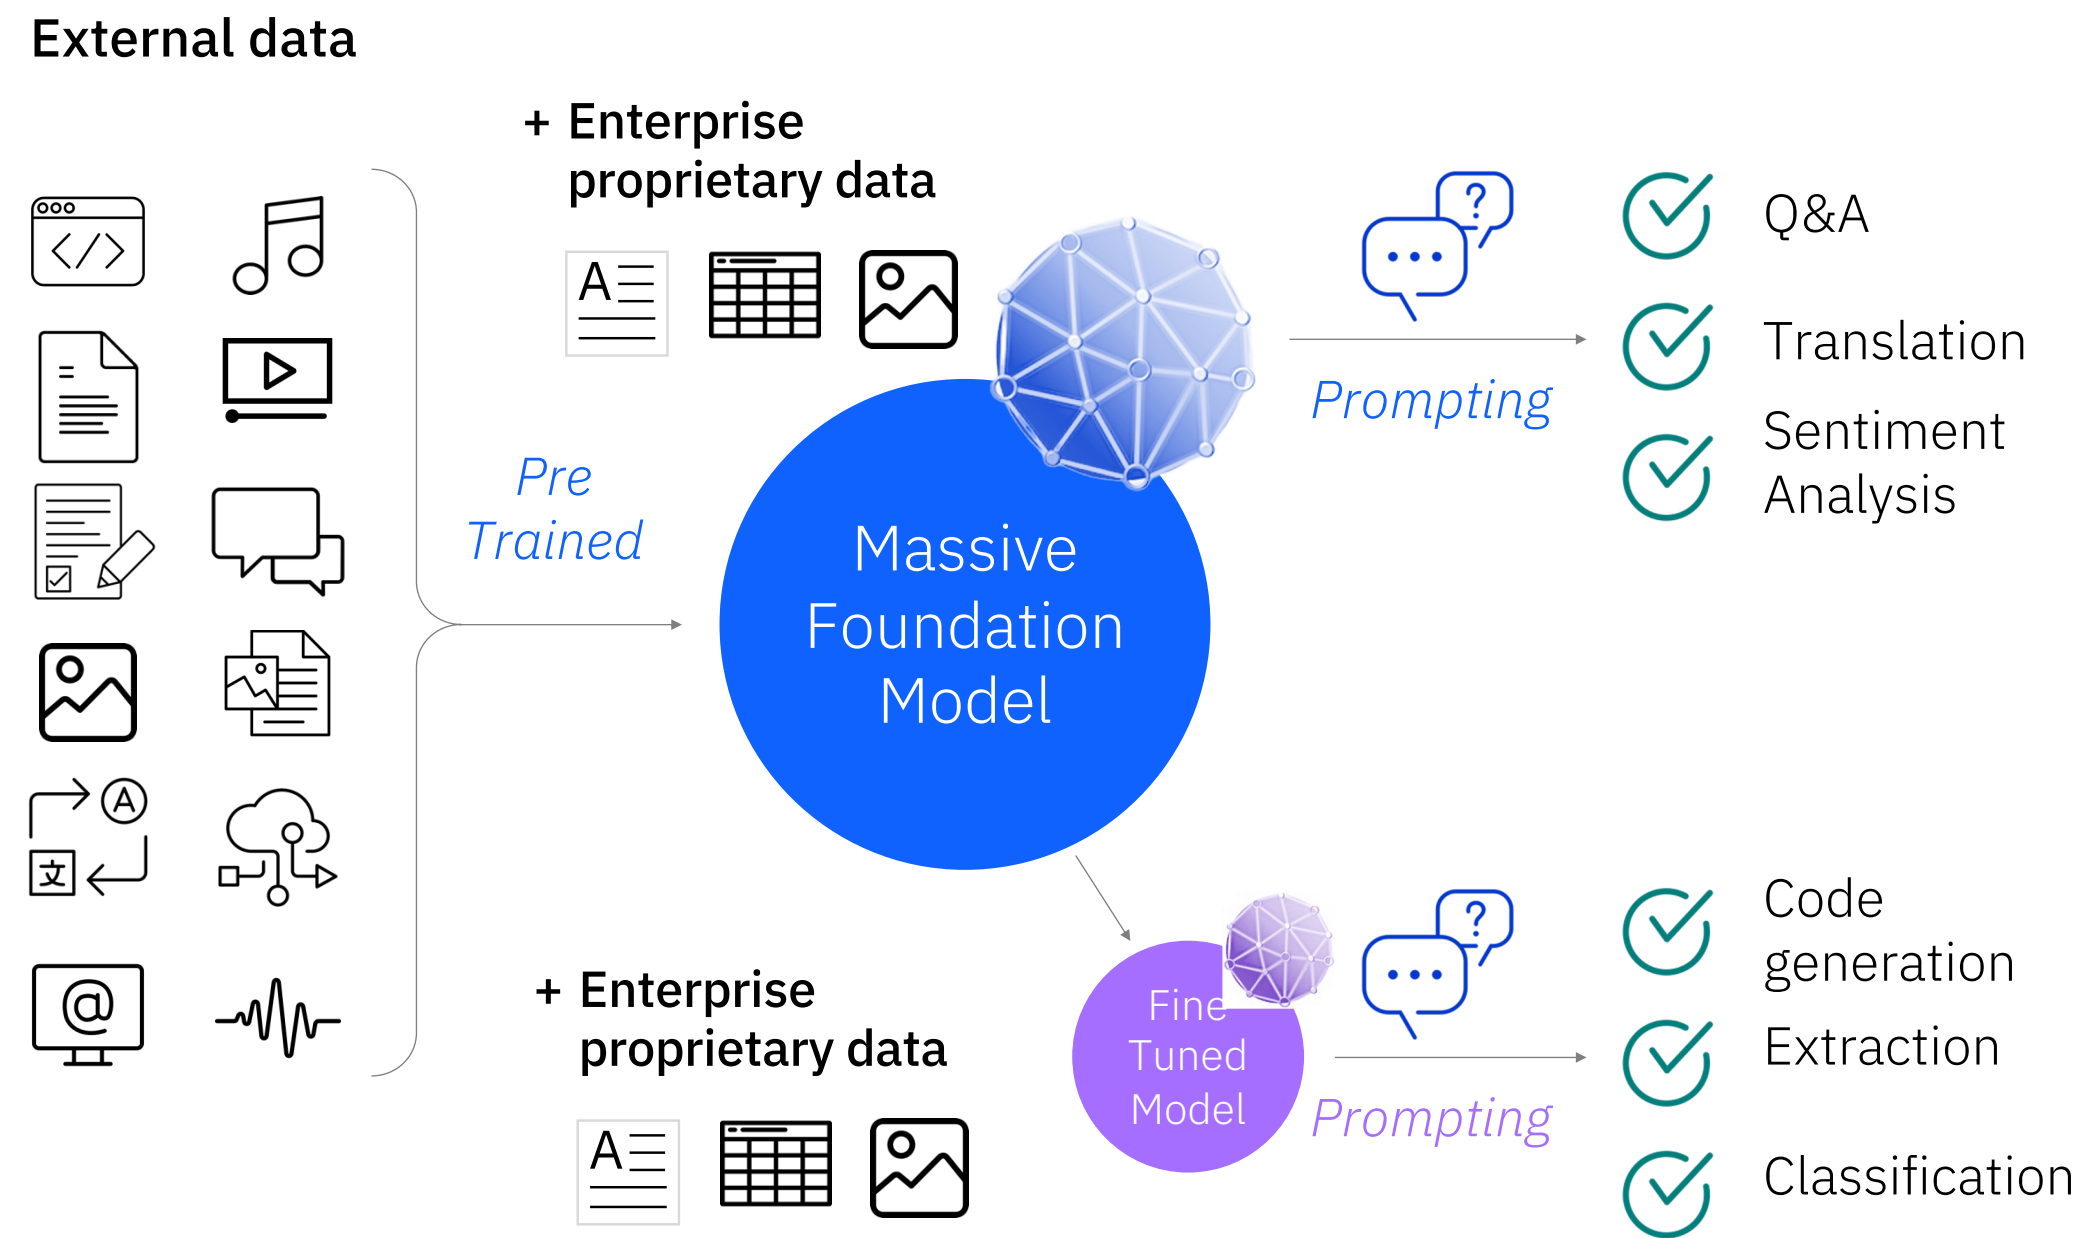 External data
+ Enterprise
proprietary data
A
?
Q&A
Translation
Prompting
Sentiment
Analysis
Pre
Trained
Massive
Foundation
Model
A
文
@
+ Enterprise
proprietary data
A
Fine
Tuned
Model
?
Prompting
Code
generation
Extraction
Classification